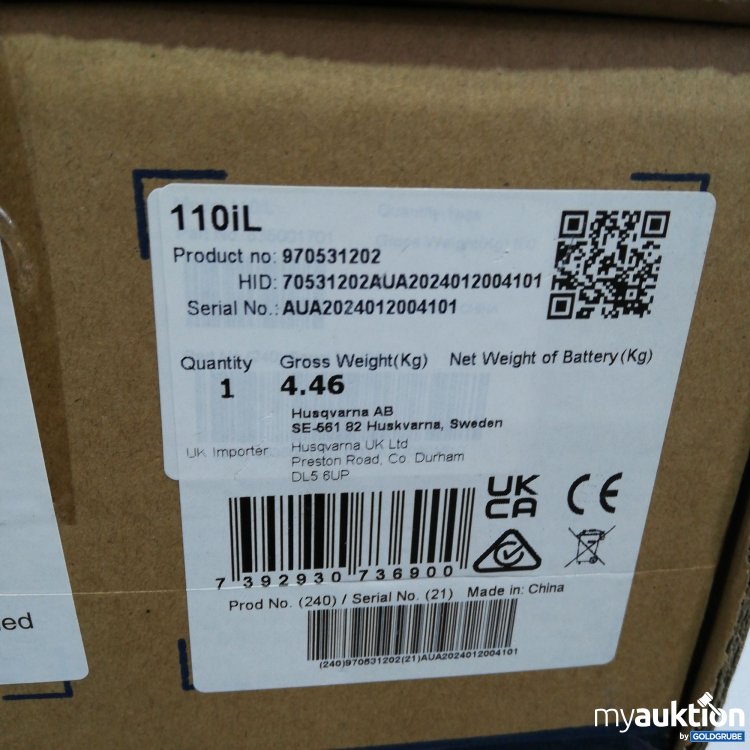 110iL
Product no: 970531202
HID: 70531202AUA2024012004101
Serial No.: AUA2024012004101
Quantity Gross Weight(Kg) Net Weight of Battery(Kg)
1 4.46
Husqvarna AB
SE-561 82 Huskvarna, Sweden
UK Importer: Husqvarna UK Ltd
Preston Road, Co Durham
DL5 6UP
UK
CA
CE
7 392930 736900
Prod No. (240) / Serial No. (21) Made in: China
(240)970531202(21)AUA2024012004101
ed
myauktion
by GOLDGRUBE